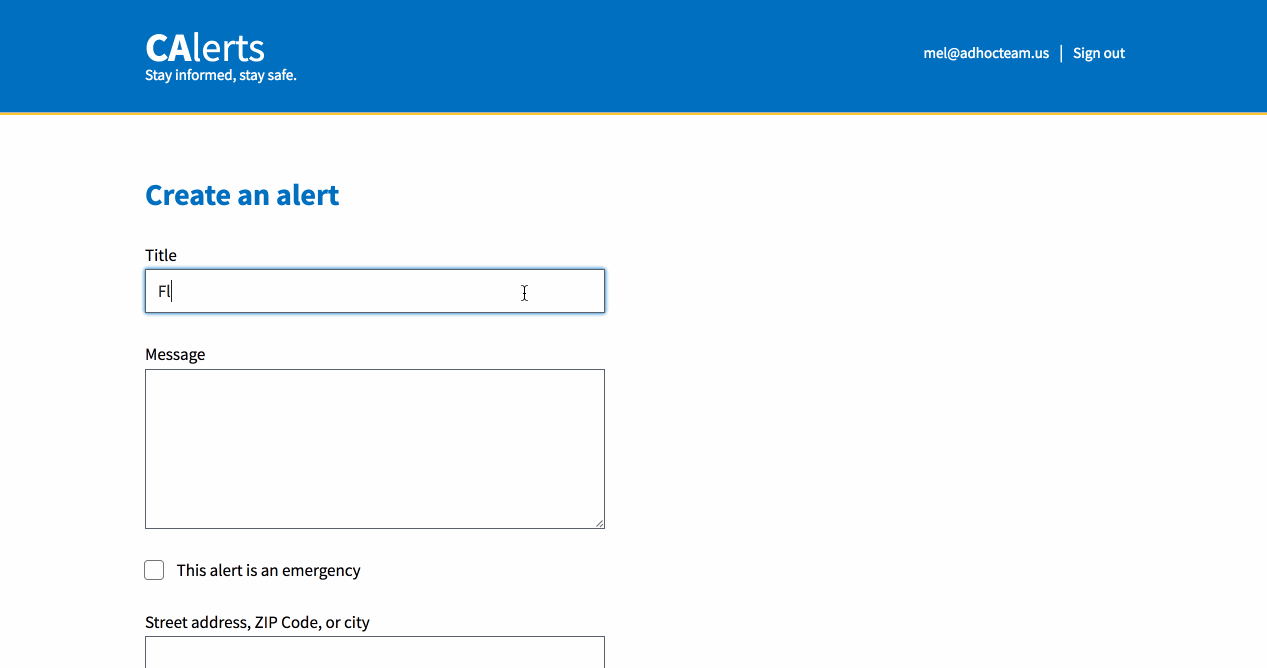 CAlerts
Stay informed, stay safe.
mel@adhocteam.us | Sign out
Create an alert
Title
Fl
Message
This alert is an emergency
Street address, ZIP Code, or city